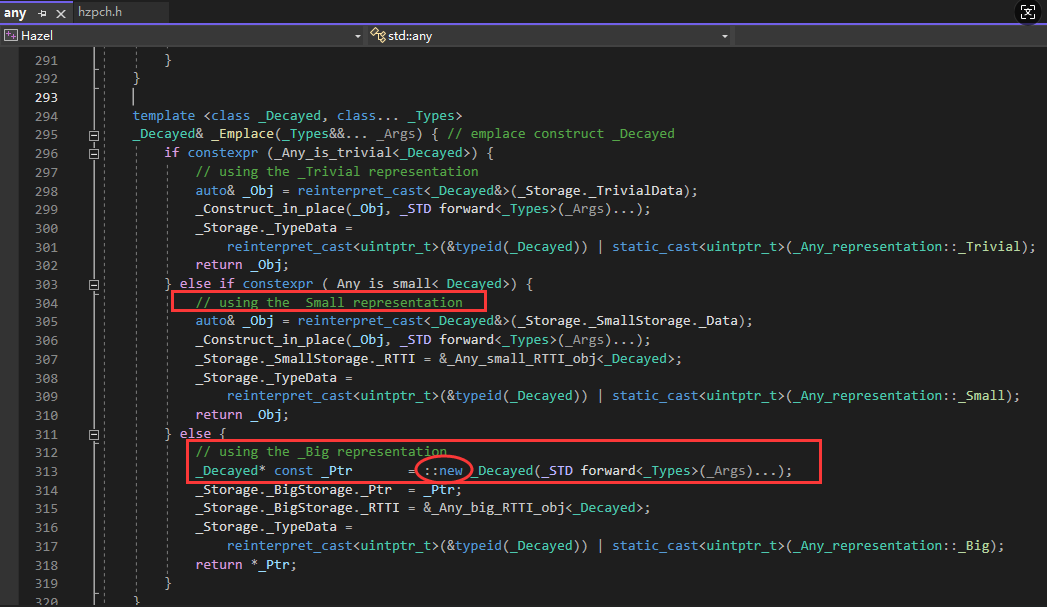 any
hzpch.h
Hazel
std::any
291 }
292 }
293
294 template <class _Decayed, class... _Types>
295 _Decayed& _Emplace(_Types&&... _Args) { // emplace construct _Decayed
296 if constexpr (_Any_is_trivial<_Decayed>) {
297 // using the _Trivial representation
298 auto& _Obj = reinterpret_cast<_Decayed&>(_Storage._TrivialData);
299 _Construct_in_place(_Obj, _STD forward<_Types>(_Args)...);
300 _Storage._TypeData =
301 reinterpret_cast<uintptr_t>(&typeid(_Decayed)) | static_cast<uintptr_t>(_Any_representation::_Trivial);
302 return _Obj;
303 } else if constexpr (_Any_is_small<_Decayed>) {
304 // using the _Small representation
305 auto& _Obj = reinterpret_cast<_Decayed&>(_Storage._SmallStorage._Data);
306 _Construct_in_place(_Obj, _STD forward<_Types>(_Args)...);
307 _Storage._SmallStorage._RTTI = &_Any_small_RTTI_obj<_Decayed>;
308 _Storage._TypeData =
309 reinterpret_cast<uintptr_t>(&typeid(_Decayed)) | static_cast<uintptr_t>(_Any_representation::_Small);
310 return _Obj;
311 } else {
312 // using the _Big representation
313 _Decayed* const _Ptr = ::new _Decayed(_STD forward<_Types>(_Args)...);
314 _Storage._BigStorage._Ptr = _Ptr;
315 _Storage._BigStorage._RTTI = &_Any_big_RTTI_obj<_Decayed>;
316 _Storage._TypeData =
317 reinterpret_cast<uintptr_t>(&typeid(_Decayed)) | static_cast<uintptr_t>(_Any_representation::_Big);
318 return *_Ptr;
319 }
320 }